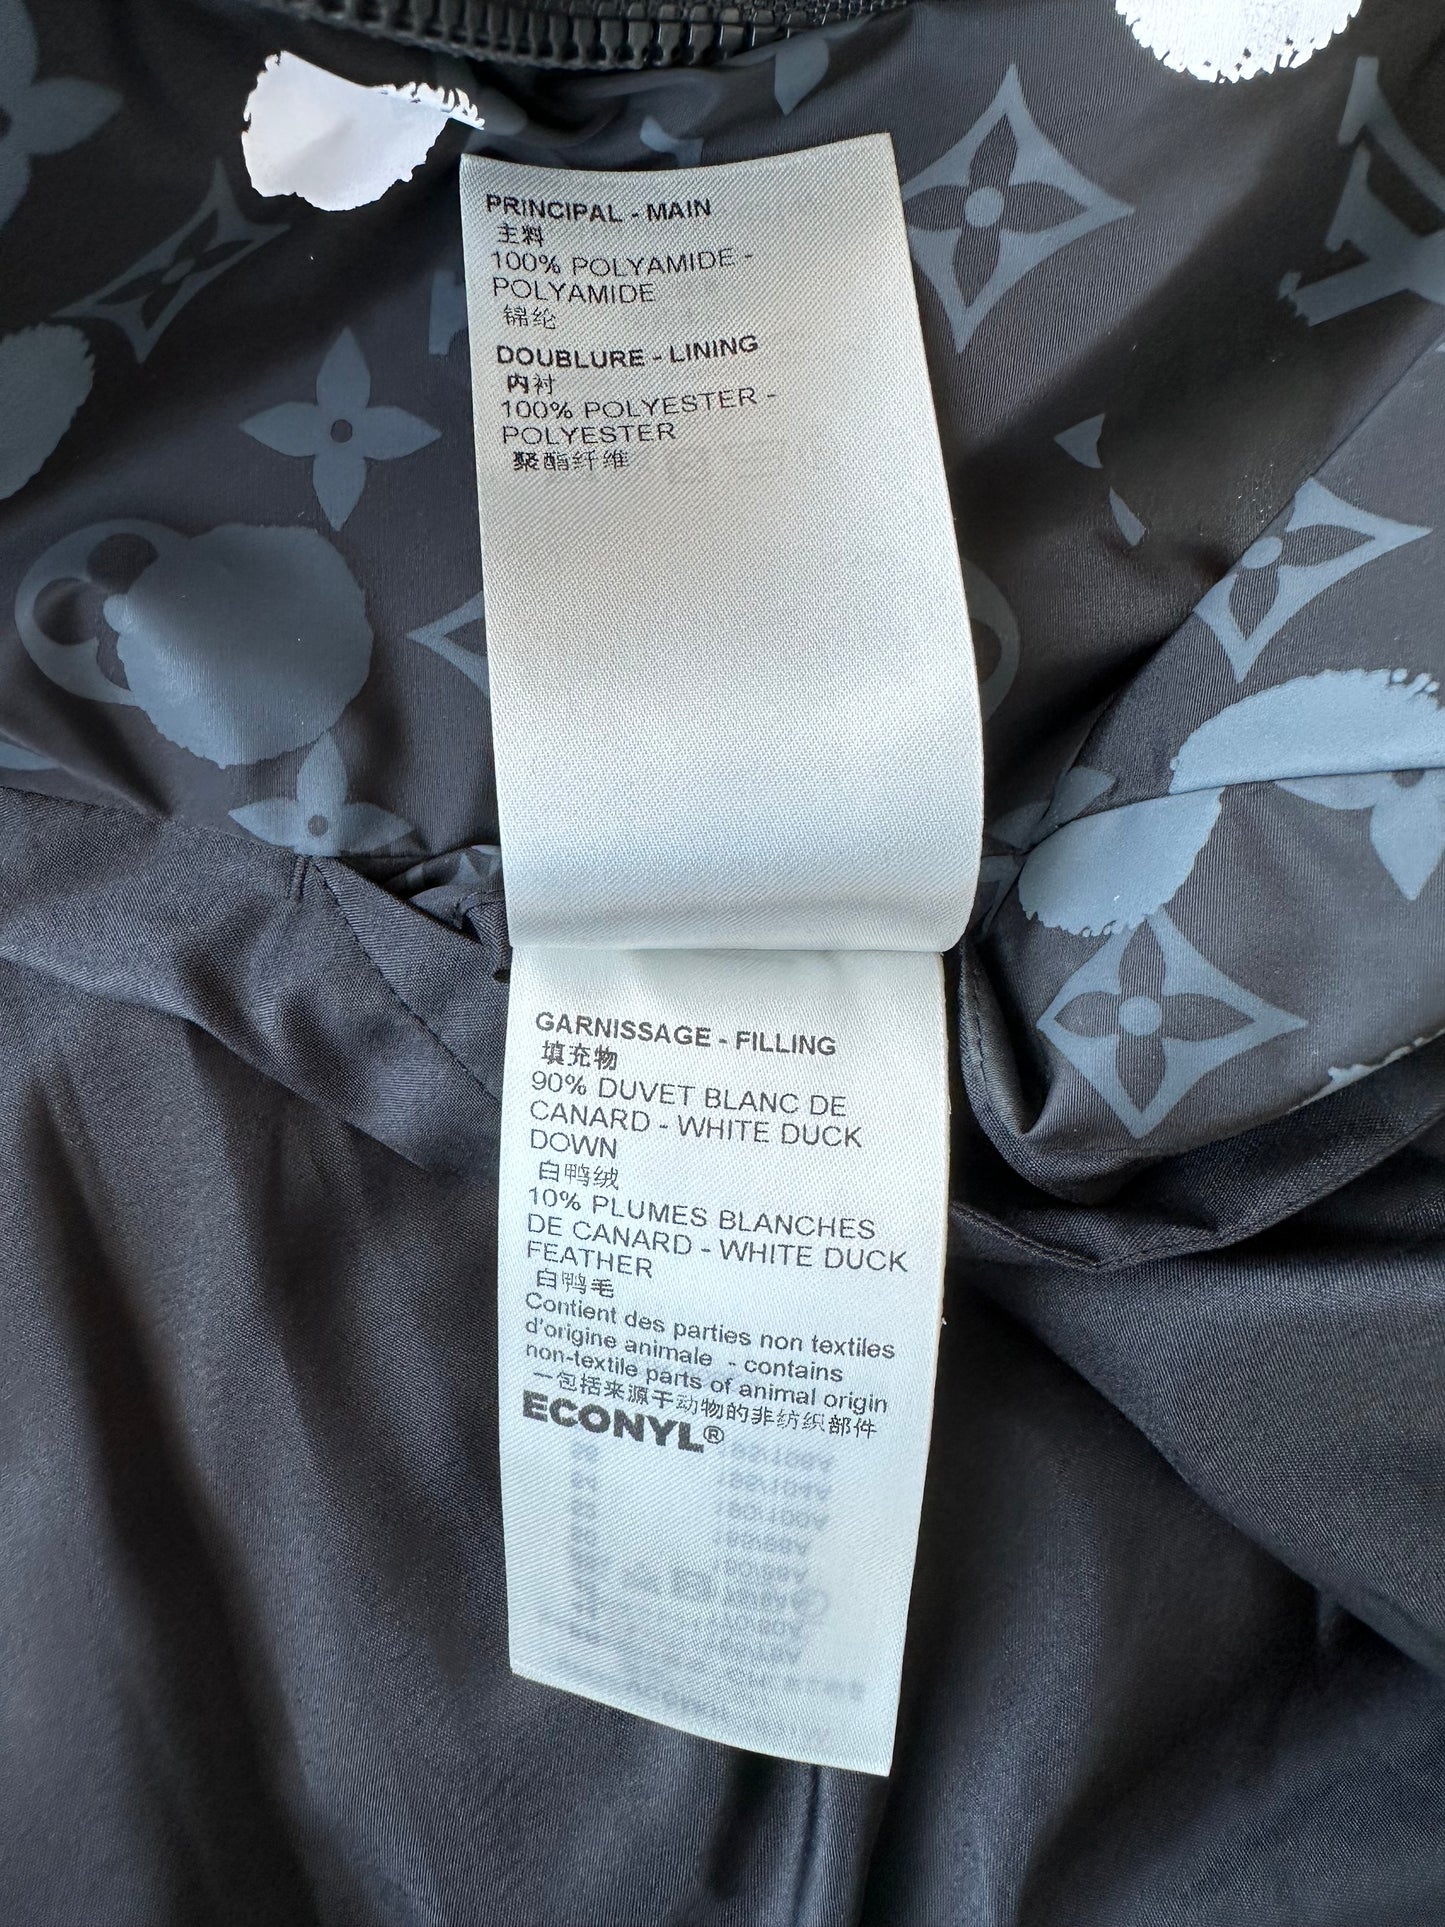 PRINCIPAL - MAIN
主料
100% POLYAMIDE -
POLYAMIDE
锦纶
DOUBLURE - LINING
内衬
100% POLYESTER -
POLYESTER
聚酯纤维
GARNISSAGE - FILLING
填充物
90% DUVET BLANC DE
CANARD - WHITE DUCK
DOWN
白鸭绒
10% PLUMES BLANCHES
DE CANARD - WHITE DUCK
FEATHER
白鸭毛
Contient des parties non textiles
d'origine animale - contains
non-textile parts of animal origin
一包括来源于动物的非纺织部件
ECONYL®